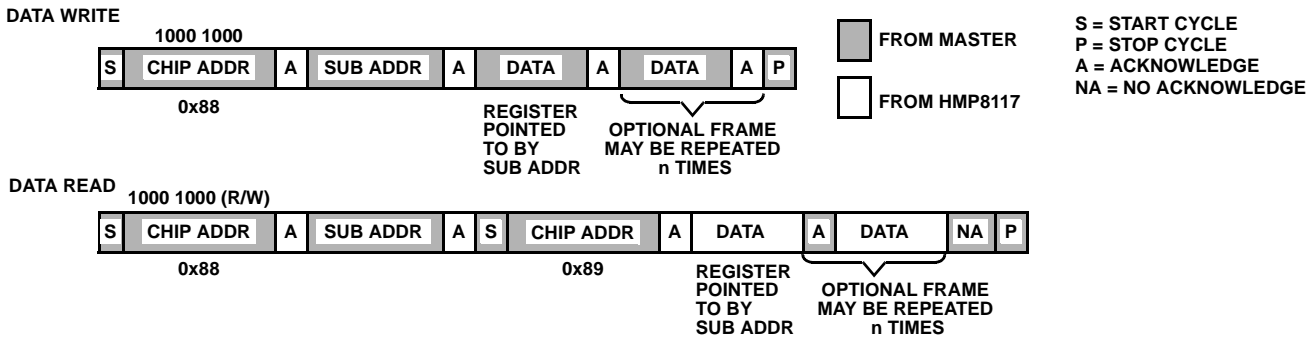 DATA WRITE
1000 1000
S CHIP ADDR A SUB ADDR A DATA A DATA A P
0x88
REGISTER
POINTED
TO BY
SUB ADDR
OPTIONAL FRAME
MAY BE REPEATED
n TIMES
FROM MASTER
FROM HMP8117
S = START CYCLE
P = STOP CYCLE
A = ACKNOWLEDGE
NA = NO ACKNOWLEDGE
DATA READ
1000 1000 (R/W)
S CHIP ADDR A SUB ADDR A S CHIP ADDR A DATA A DATA NA P
0x88
0x89
REGISTER
POINTED
TO BY
SUB ADDR
OPTIONAL FRAME
MAY BE REPEATED
n TIMES